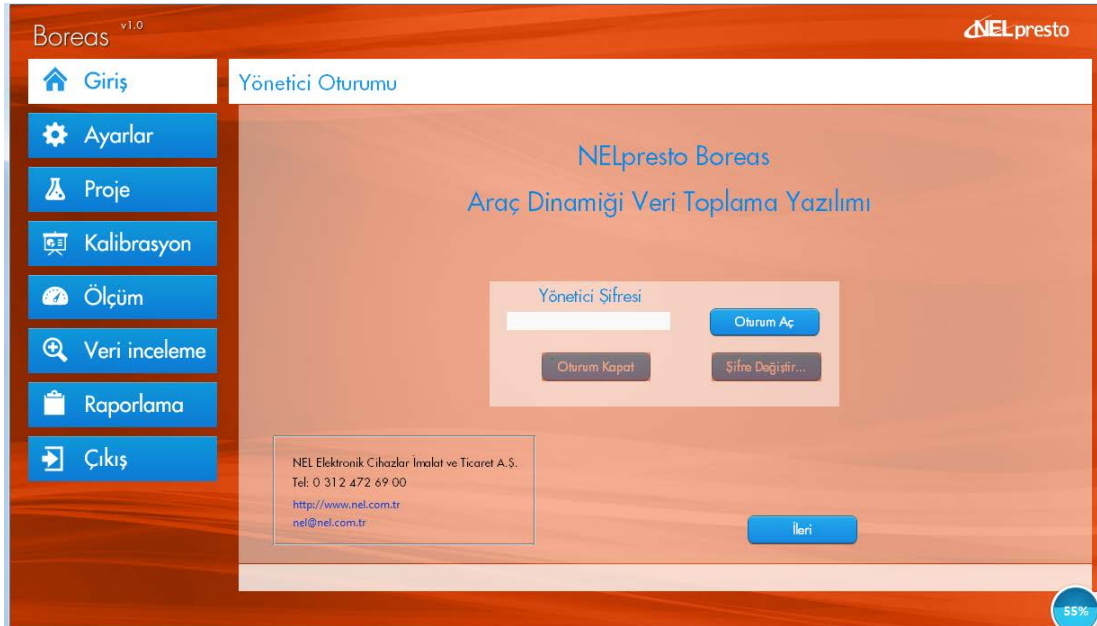 Boreas v1.0
NELpresto
Giriş
Ayarlar
Proje
Kalibrasyon
Ölçüm
Veri inceleme
Raporlama
Çıkış
Yönetici Oturumu
NELpresto Boreas
Araç Dinamiği Veri Toplama Yazılımı
Yönetici Şifresi
Oturum Aç
Oturum Kapat
Şifre Değiştir...
NEL Elektronik Cihazlar İmalat ve Ticaret A.Ş.
Tel: 0 312 472 69 00
http://www.nel.com.tr
nel@nel.com.tr
İleri
55%